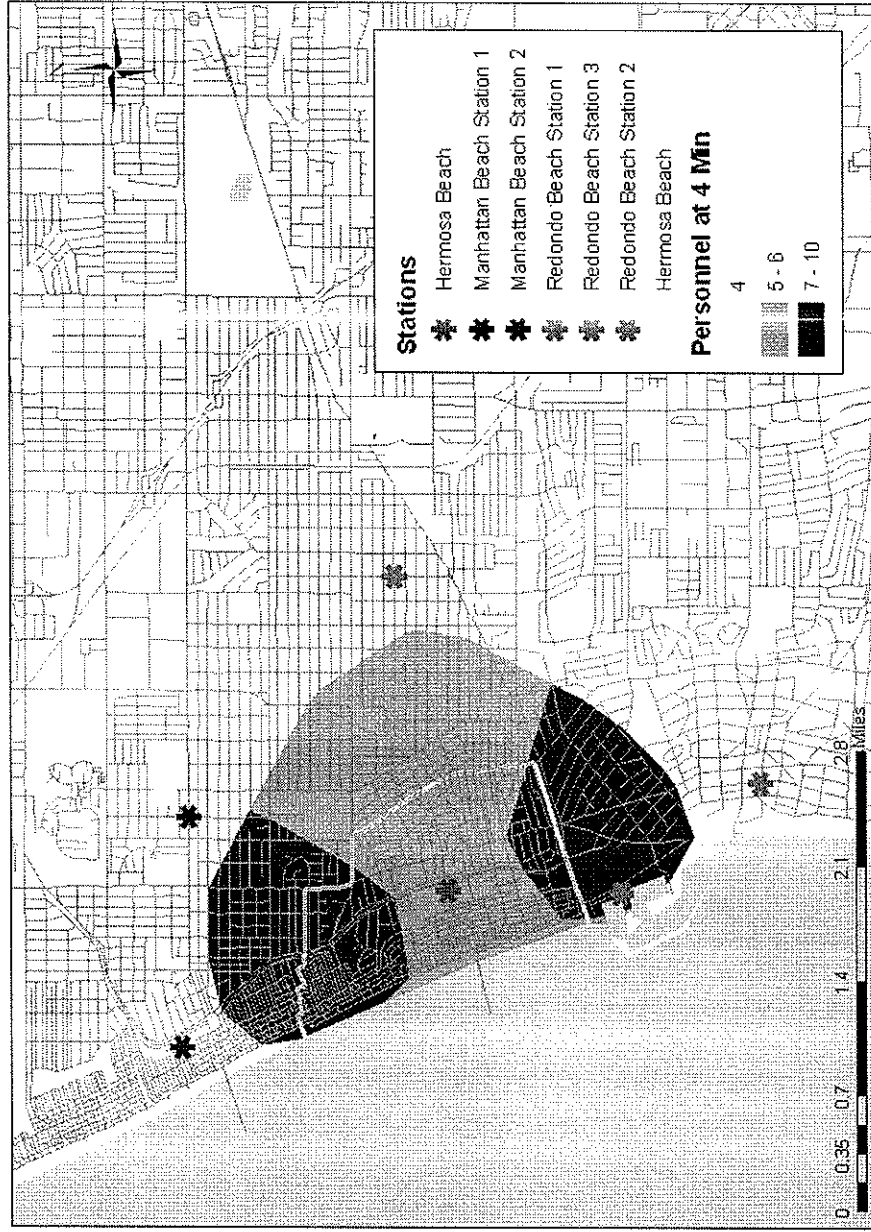 Stations
Hermosa Beach
Manhattan Beach Station 1
Manhattan Beach Station 2
Redondo Beach Station 1
Redondo Beach Station 3
Redondo Beach Station 2
Hermosa Beach
Personnel at 4 Min
4
5 - 6
7 - 10
0 0.35 0.7 1.4 2.1 2.8
Miles